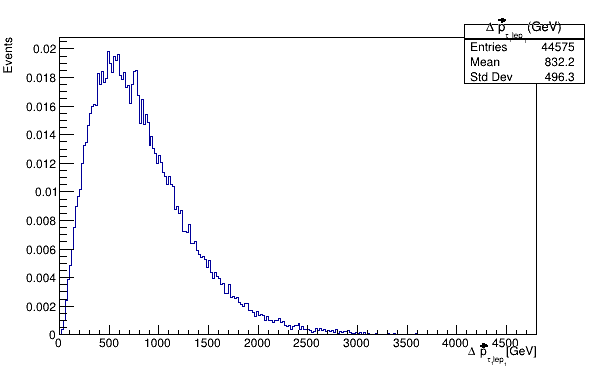 Δ p⃗ τ₁lep₁ (GeV)
Entries 44575
Mean 832.2
Std Dev 496.3
Events
0.02
0.018
0.016
0.014
0.012
0.01
0.008
0.006
0.004
0.002
0
0 500 1000 1500 2000 2500 3000 3500 4000 4500
Δ p⃗ τ₁lep₁ [GeV]